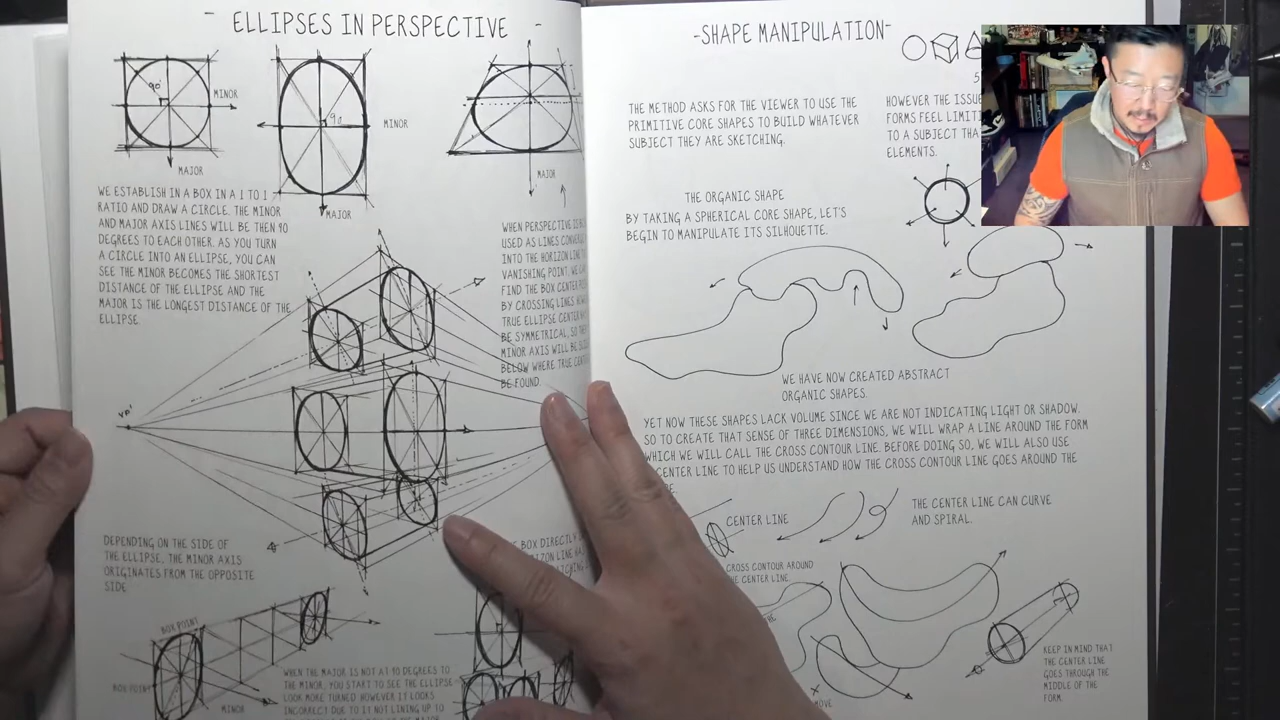 - ELLIPSES IN PERSPECTIVE -
90°
MINOR
MAJOR
90
MINOR
MAJOR
MAJOR
WE ESTABLISH IN A BOX IN A 1 TO 1
RATIO AND DRAW A CIRCLE. THE MINOR
AND MAJOR AXIS LINES WILL BE THEN 90
DEGREES TO EACH OTHER. AS YOU TURN
A CIRCLE INTO AN ELLIPSE, YOU CAN
SEE THE MINOR BECOMES THE SHORTEST
DISTANCE OF THE ELLIPSE AND THE
MAJOR IS THE LONGEST DISTANCE OF THE
ELLIPSE.
WHEN PERSPECTIVE IS
USED AS LINES
INTO THE HORIZON
VANISHING POINT.
FIND THE BOX CENTER
BY CROSSING LINES
TRUE ELLIPSE CENTER
BE SYMMETRICAL, SO
MINOR AXIS WILL BE
BELOW WHERE TRUE
BE FOUND.
VP'
DEPENDING ON THE SIDE OF
THE ELLIPSE, THE MINOR AXIS
ORIGINATES FROM THE OPPOSITE
SIDE
BOX DIRECTLY
BOX POINT
BOX POINT
MINOR
WHEN THE MAJOR IS NOT AT 90 DEGREES TO
THE MINOR, YOU START TO SEE THE ELLIPSE
LOOK MORE TURNED HOWEVER IT LOOKS
INCORRECT DUE TO IT NOT LINING UP TO
-SHAPE MANIPULATION-
THE METHOD ASKS FOR THE VIEWER TO USE THE
PRIMITIVE CORE SHAPES TO BUILD WHATEVER
SUBJECT THEY ARE SKETCHING.
HOWEVER THE
FORMS FEEL
TO A SUBJECT
ELEMENTS.
THE ORGANIC SHAPE
BY TAKING A SPHERICAL CORE SHAPE, LET'S
BEGIN TO MANIPULATE ITS SILHOUETTE.
WE HAVE NOW CREATED ABSTRACT
ORGANIC SHAPES.
YET NOW THESE SHAPES LACK VOLUME SINCE WE ARE NOT INDICATING LIGHT OR SHADOW.
SO TO CREATE THAT SENSE OF THREE DIMENSIONS, WE WILL WRAP A LINE AROUND THE FORM
WHICH WE WILL CALL THE CROSS CONTOUR LINE. BEFORE DOING SO, WE WILL ALSO USE
CENTER LINE TO HELP US UNDERSTAND HOW THE CROSS CONTOUR LINE GOES AROUND THE
CENTER LINE
THE CENTER LINE CAN CURVE
AND SPIRAL.
CROSS CONTOUR AROUND
THE CENTER LINE.
KEEP IN MIND THAT
THE CENTER LINE
GOES THROUGH THE
MIDDLE OF THE
FORM.